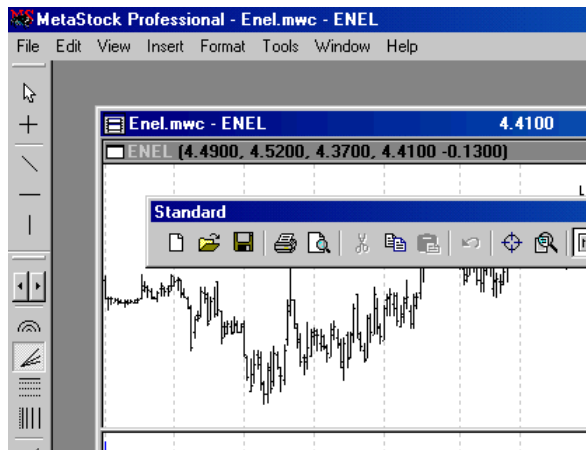 MetaStock Professional - Enel.mwc - ENEL
File Edit View Insert Format Tools Window Help
Enel.mwc - ENEL 4.4100
ENEL (4.4900, 4.5200, 4.3700, 4.4100 -0.1300)
L
Standard